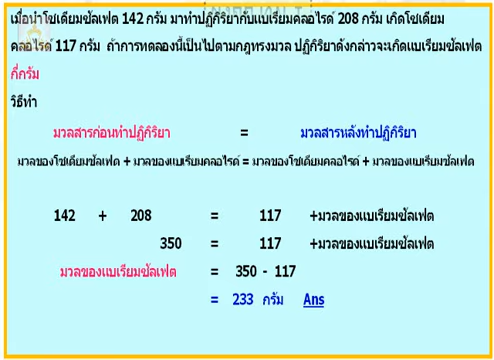 เมื่อนำโซเดียมซัลเฟต 142 กรัม มาทำปฏิกิริยากับแบเรียมคลอไรด์ 208 กรัม เกิดโซเดียม
คลอไรด์ 117 กรัม ถ้าการทดลองนี้เป็นไปตามกฎทรงมวล ปฏิกิริยาดังกล่าวจะเกิดแบเรียมซัลเฟต
กี่กรัม
วิธีทำ
มวลสารก่อนทำปฏิกิริยา = มวลสารหลังทำปฏิกิริยา
มวลของโซเดียมซัลเฟต + มวลของแบเรียมคลอไรด์ = มวลของโซเดียมคลอไรด์ + มวลของแบเรียมซัลเฟต
142 + 208 = 117 +มวลของแบเรียมซัลเฟต
350 = 117 +มวลของแบเรียมซัลเฟต
มวลของแบเรียมซัลเฟต = 350 - 117
= 233 กรัม Ans